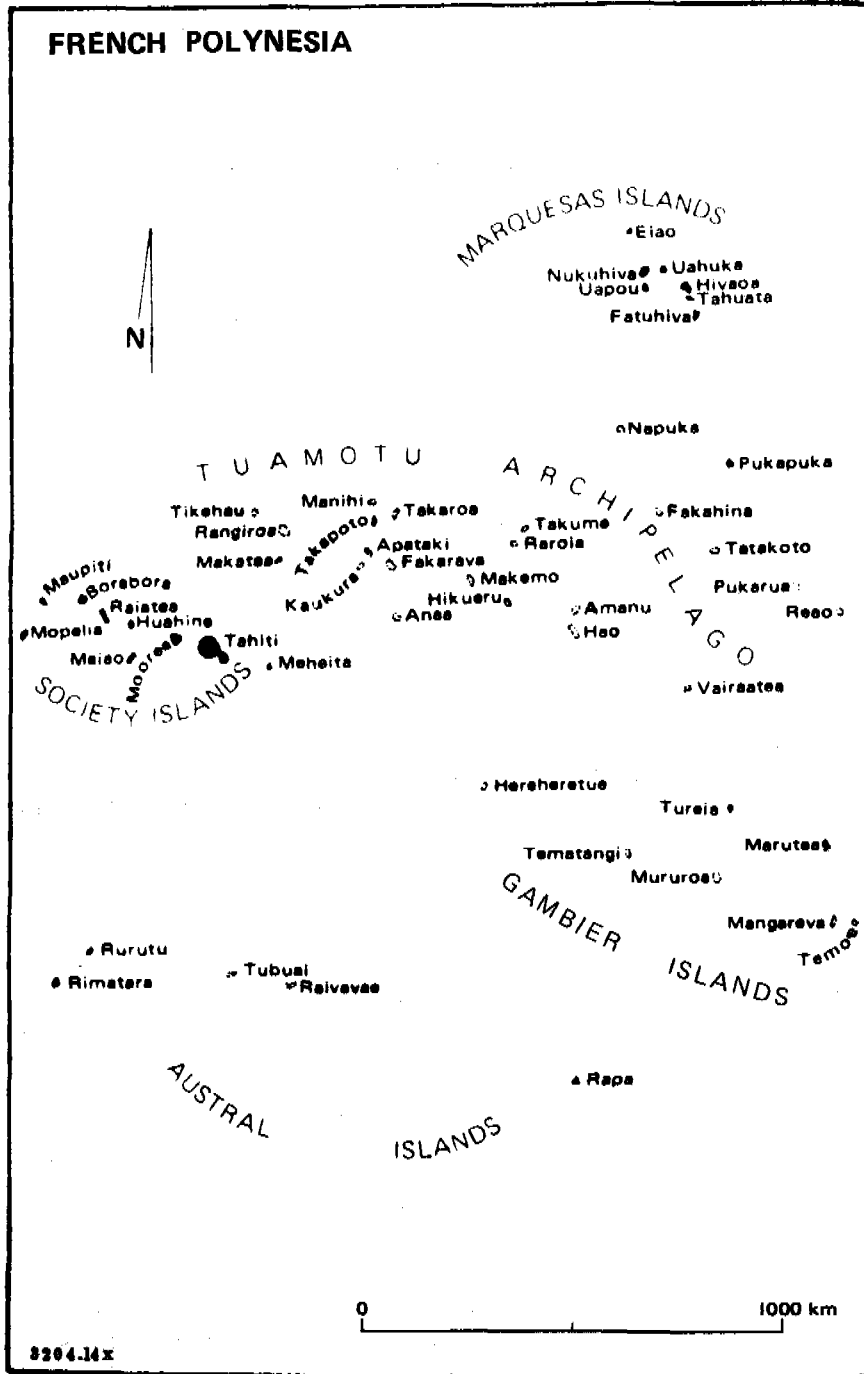 FRENCH POLYNESIA
MARQUESAS ISLANDS
Eiao
Nukuhiva
Uahuka
Uapou
Hivaoa
Tahuata
Fatuhiva
N
Napuka
TUAMOTU ARCHIPELAGO
Pukapuka
Tikehau
Manihi
Takaroa
Fakahina
Rangiroa
Takapoto
Takume
Raroia
Apataki
Tatakoto
Makatea
Fakarava
Maupiti
Borabora
Kaukura
Makemo
Pukarua
Raiatea
Hikueru
Amanu
Reao
Huahine
Anaa
Mopelia
Hao
Tahiti
Maiao
Moorea
Meheita
SOCIETY ISLANDS
Vairaatea
Hereheretue
Tureia
Tematangi
Marutea
Mururoa
GAMBIER ISLANDS
Mangareva
Temoe
Rurutu
Tubuai
Rimatara
Raivavae
Rapa
AUSTRAL ISLANDS
0 1000 km
3204.14x